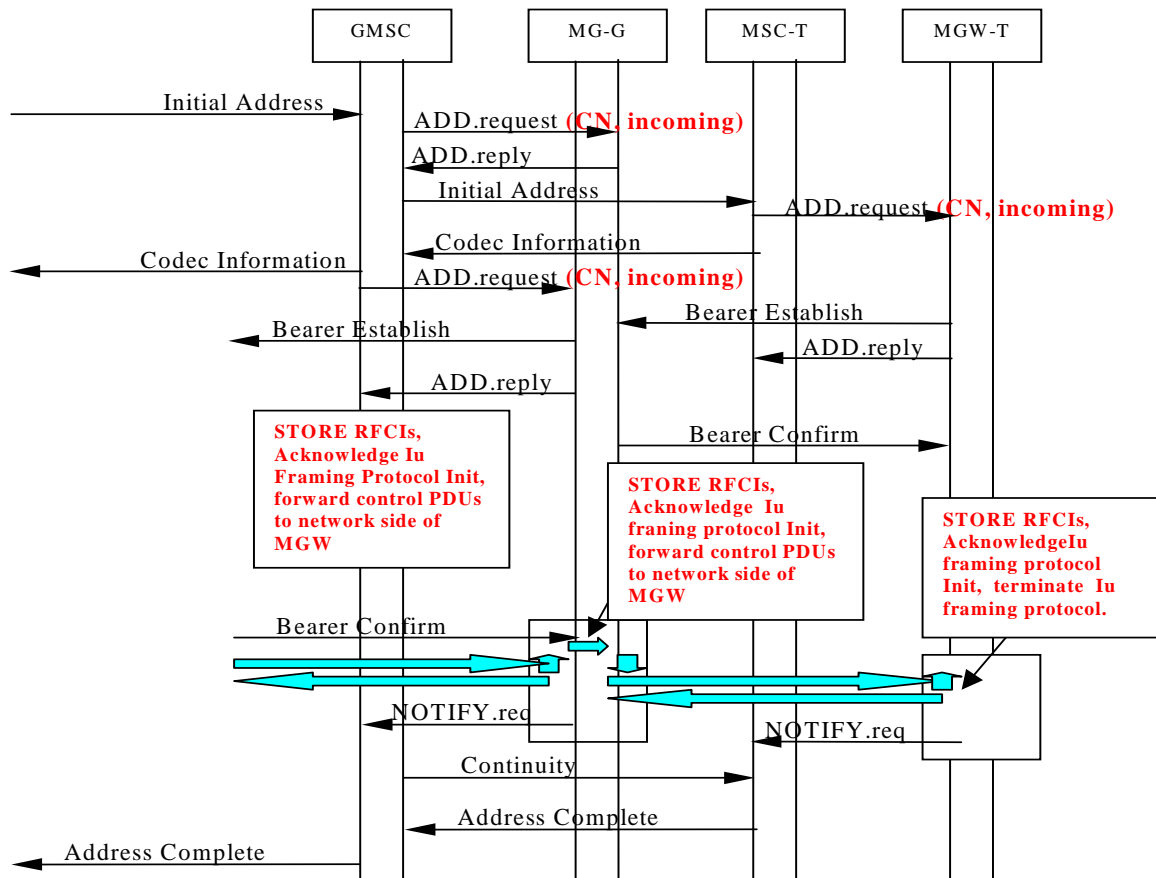 GMSC
MG-G
MSC-T
MGW-T
Initial Address
ADD.request (CN, incoming)
ADD.reply
Initial Address
ADD.request (CN, incoming)
Codec Information
Codec Information
ADD.request (CN, incoming)
Bearer Establish
Bearer Establish
ADD.reply
ADD.reply
STORE RFCIs,
Acknowledge Iu
Framing Protocol Init,
forward control PDUs
to network side of
MGW
Bearer Confirm
STORE RFCIs,
Acknowledge Iu
franing protocol Init,
forward control PDUs
to network side of
MGW
STORE RFCIs,
AcknowledgeIu
framing protocol
Init, terminate Iu
framing protocol.
Bearer Confirm
NOTIFY.req
NOTIFY.req
Continuity
Address Complete
Address Complete